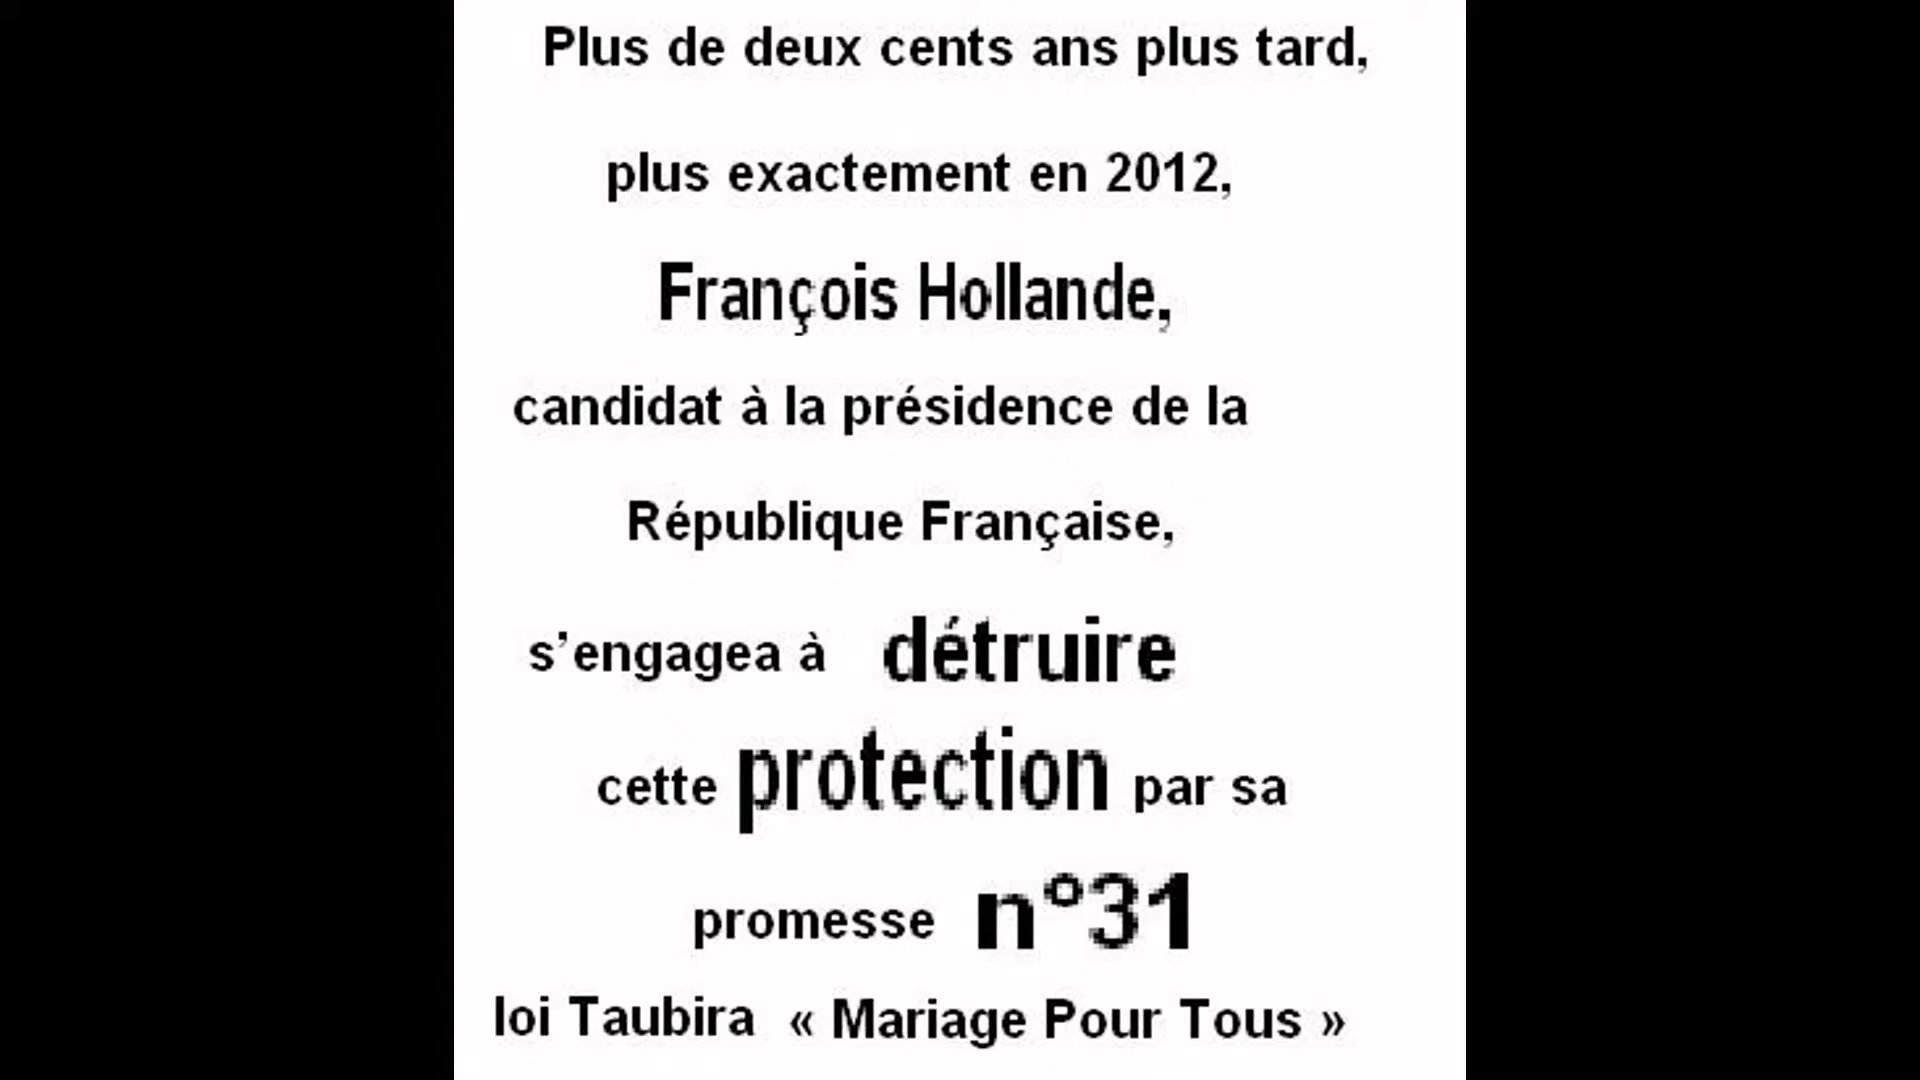 Plus de deux cents ans plus tard,
plus exactement en 2012,
François Hollande,
candidat à la présidence de la
République Française,
s’engagea à détruire
cette protection par sa
promesse n°31
loi Taubira « Mariage Pour Tous »